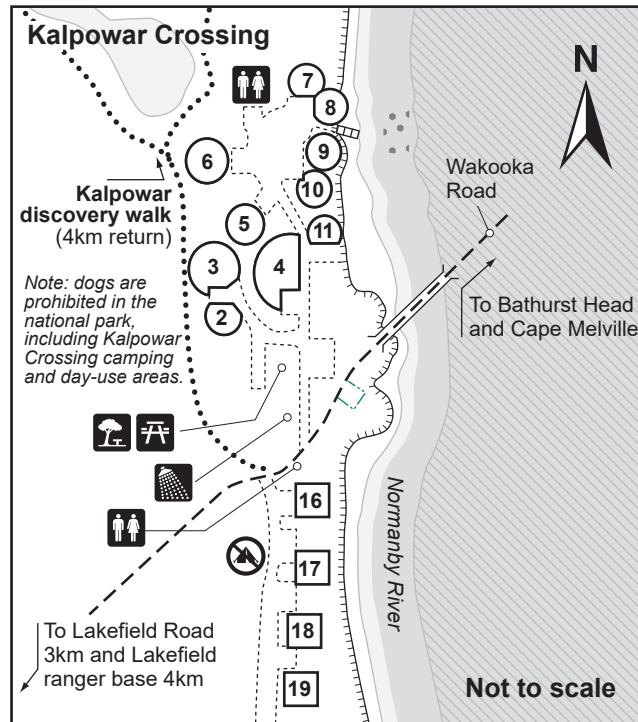 Kalpowar Crossing
7
8
N
9
6
10
Wakooka
Road
Kalpowar
discovery walk
(4km return)
5
11
3
4
Note: dogs are
prohibited in the
national park,
including Kalpowar
Crossing camping
and day-use areas.
2
To Bathurst Head
and Cape Melville
16
Normanby River
17
18
To Lakefield Road
3km and Lakefield
ranger base 4km
19
Not to scale